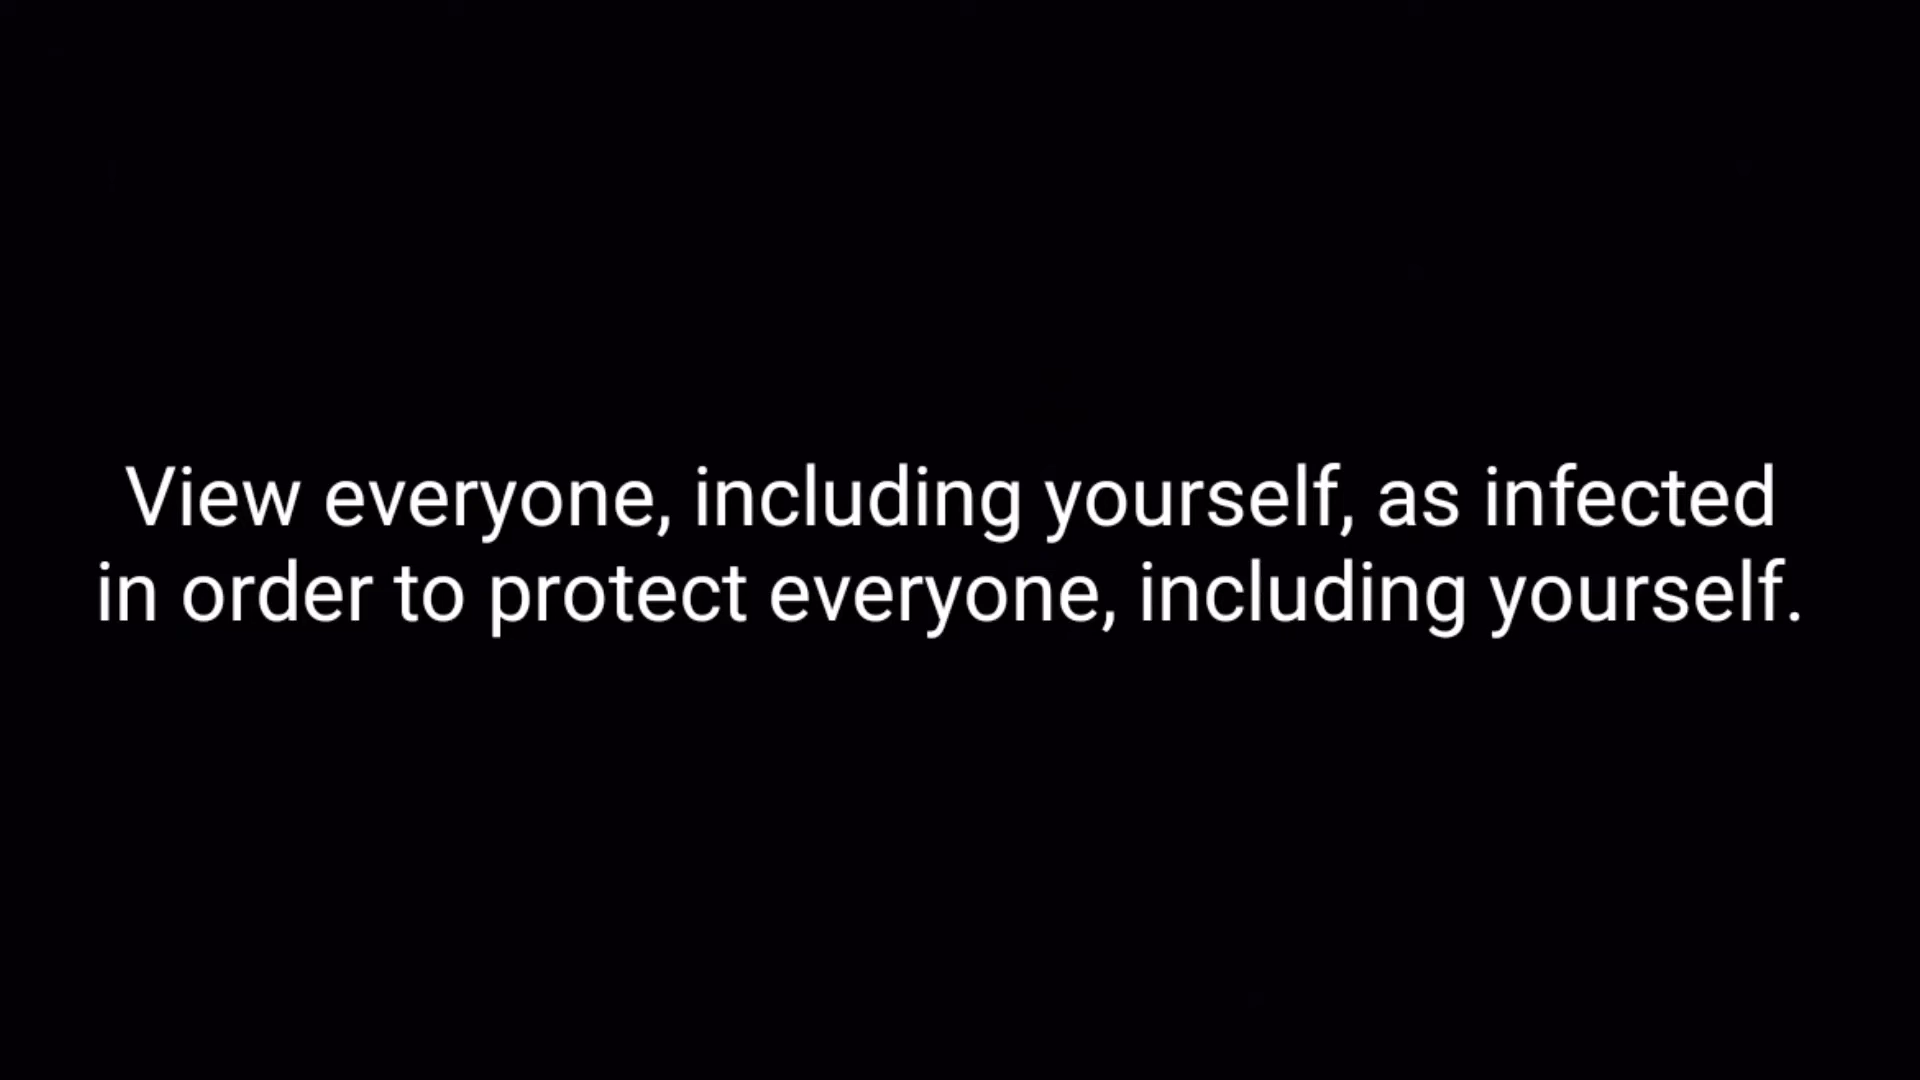 View everyone, including yourself, as infected
in order to protect everyone, including yourself.